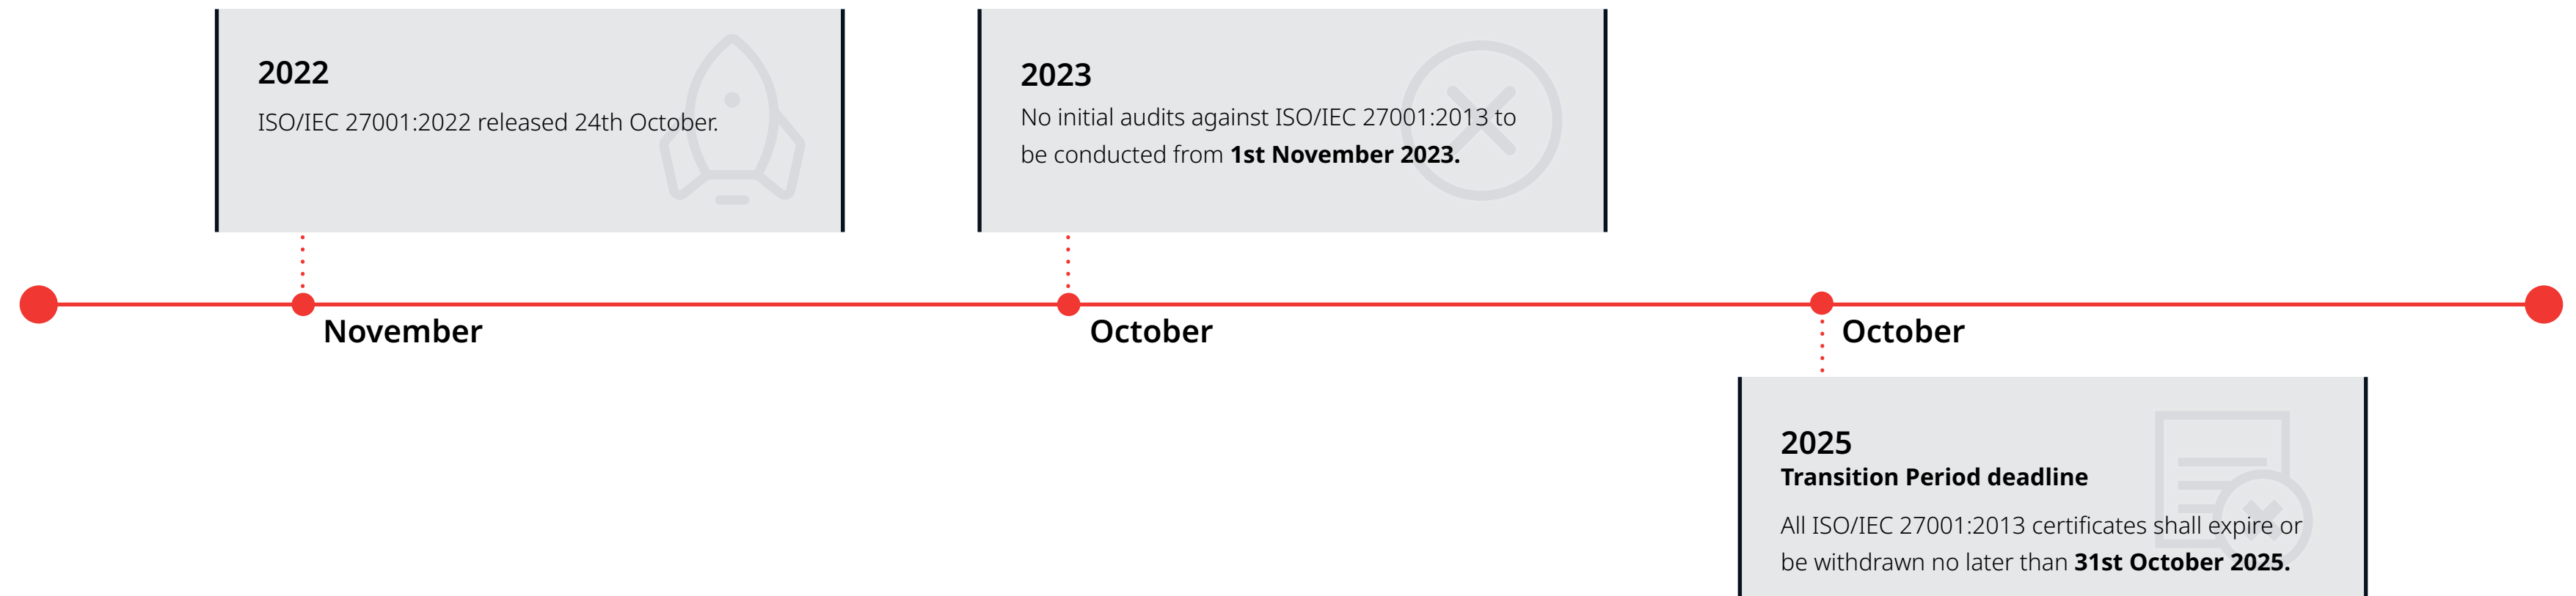 2022
ISO/IEC 27001:2022 released 24th October.
2023
No initial audits against ISO/IEC 27001:2013 to
be conducted from 1st November 2023.
November
October
October
2025
Transition Period deadline
All ISO/IEC 27001:2013 certificates shall expire or
be withdrawn no later than 31st October 2025.